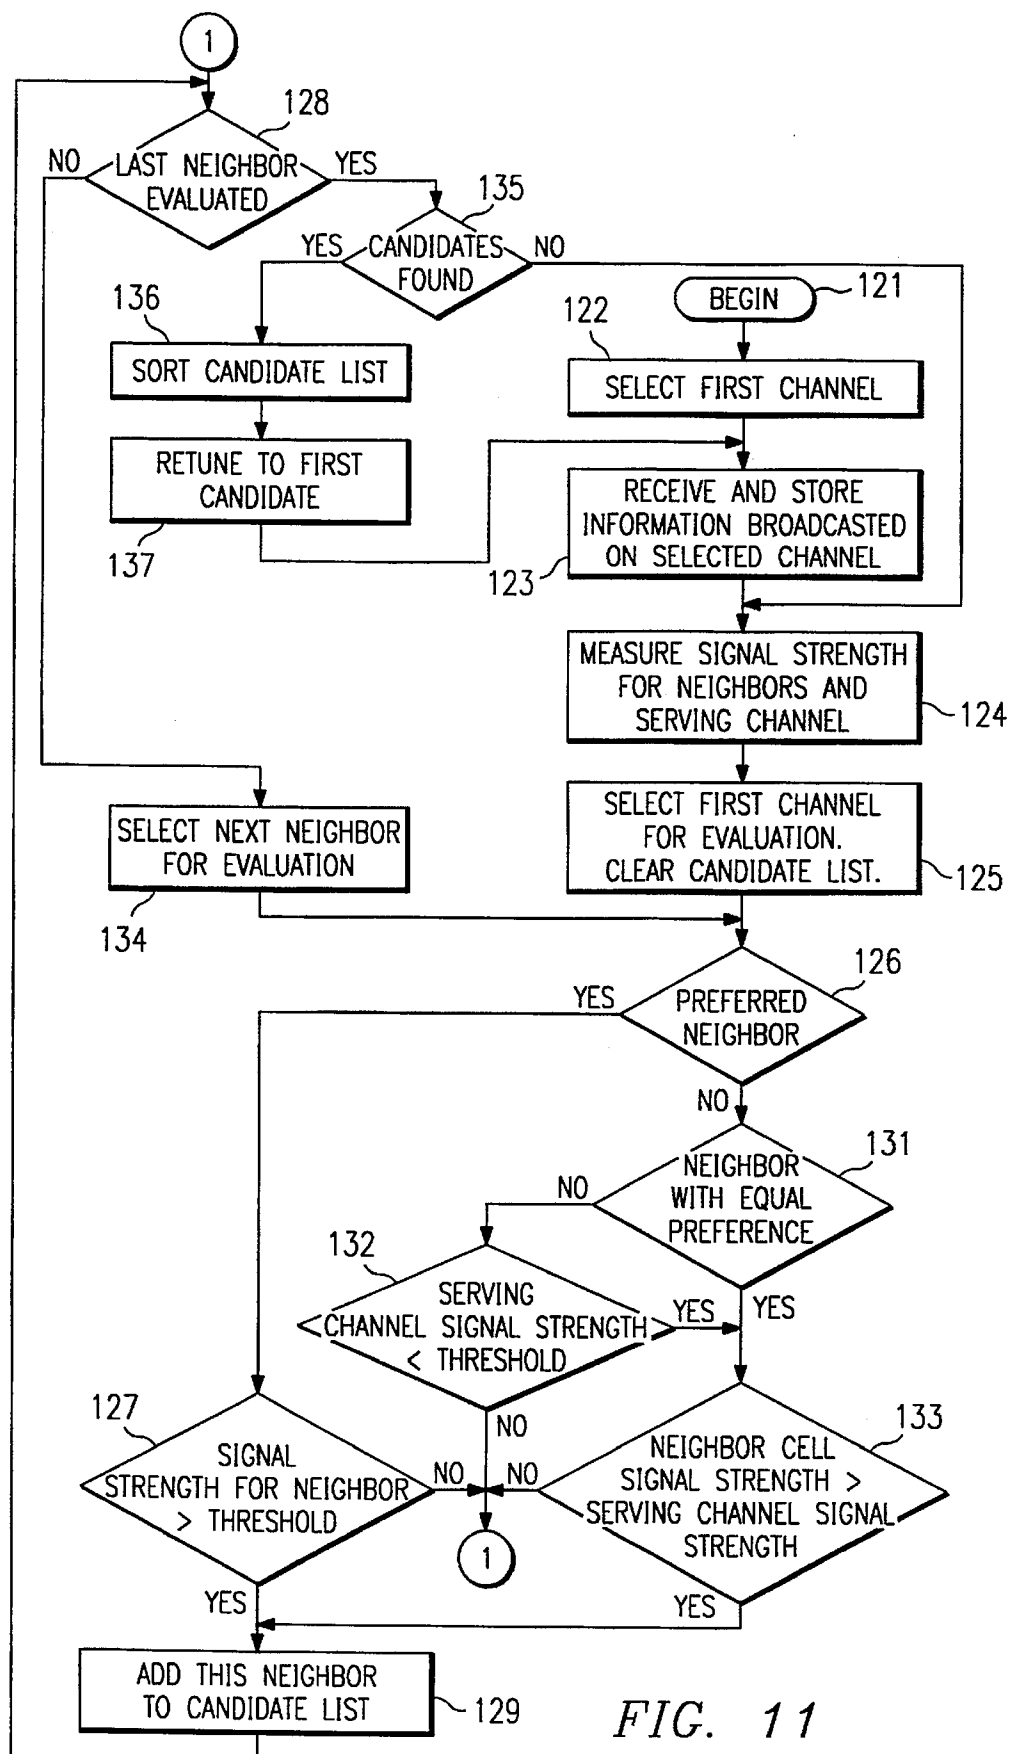 1
128
NO
LAST NEIGHBOR
EVALUATED
YES
135
YES
CANDIDATES
FOUND
NO
136
SORT CANDIDATE LIST
RETUNE TO FIRST
CANDIDATE
137
BEGIN
121
122
SELECT FIRST CHANNEL
RECEIVE AND STORE
INFORMATION BROADCASTED
ON SELECTED CHANNEL
123
MEASURE SIGNAL STRENGTH
FOR NEIGHBORS AND
SERVING CHANNEL
124
SELECT FIRST CHANNEL
FOR EVALUATION.
CLEAR CANDIDATE LIST.
125
SELECT NEXT NEIGHBOR
FOR EVALUATION
134
126
YES
PREFERRED
NEIGHBOR
NO
131
NO
NEIGHBOR
WITH EQUAL
PREFERENCE
YES
132
SERVING
CHANNEL SIGNAL STRENGTH
< THRESHOLD
YES
NO
127
SIGNAL
STRENGTH FOR NEIGHBOR
> THRESHOLD
NO
YES
133
NEIGHBOR CELL
SIGNAL STRENGTH >
SERVING CHANNEL SIGNAL
STRENGTH
NO
YES
1
ADD THIS NEIGHBOR
TO CANDIDATE LIST
129
FIG. 11